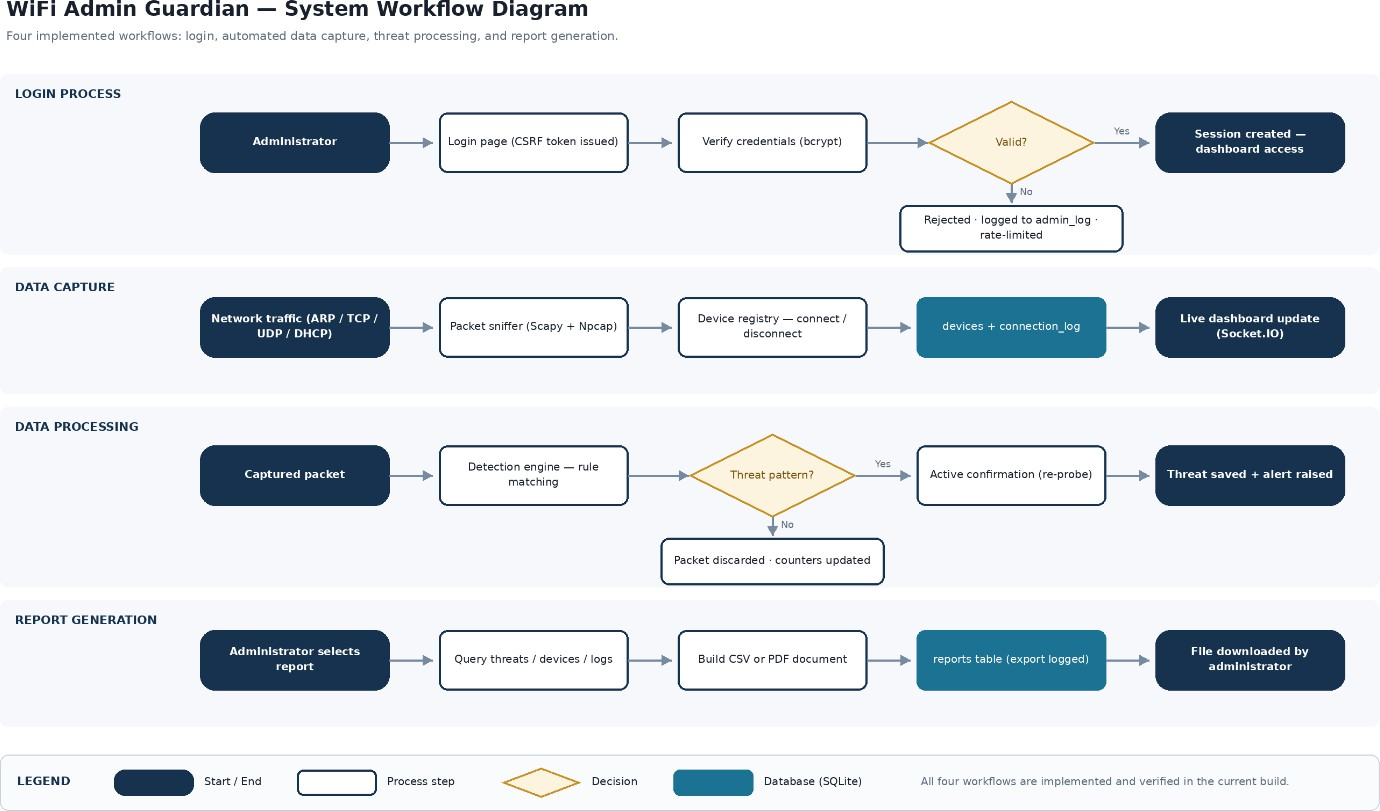 WiFi Admin Guardian — System Workflow Diagram
Four implemented workflows: login, automated data capture, threat processing, and report generation.
LOGIN PROCESS
Administrator
Login page (CSRF token issued)
Verify credentials (bcrypt)
Valid?
Yes
Session created —
dashboard access
No
Rejected · logged to admin_log ·
rate-limited
DATA CAPTURE
Network traffic (ARP / TCP /
UDP / DHCP)
Packet sniffer (Scapy + Npcap)
Device registry — connect /
disconnect
devices + connection_log
Live dashboard update
(Socket.IO)
DATA PROCESSING
Captured packet
Detection engine — rule
matching
Threat pattern?
Yes
Active confirmation (re-probe)
Threat saved + alert raised
No
Packet discarded · counters updated
REPORT GENERATION
Administrator selects
report
Query threats / devices / logs
Build CSV or PDF document
reports table (export logged)
File downloaded by
administrator
LEGEND
Start / End
Process step
Decision
Database (SQLite)
All four workflows are implemented and verified in the current build.